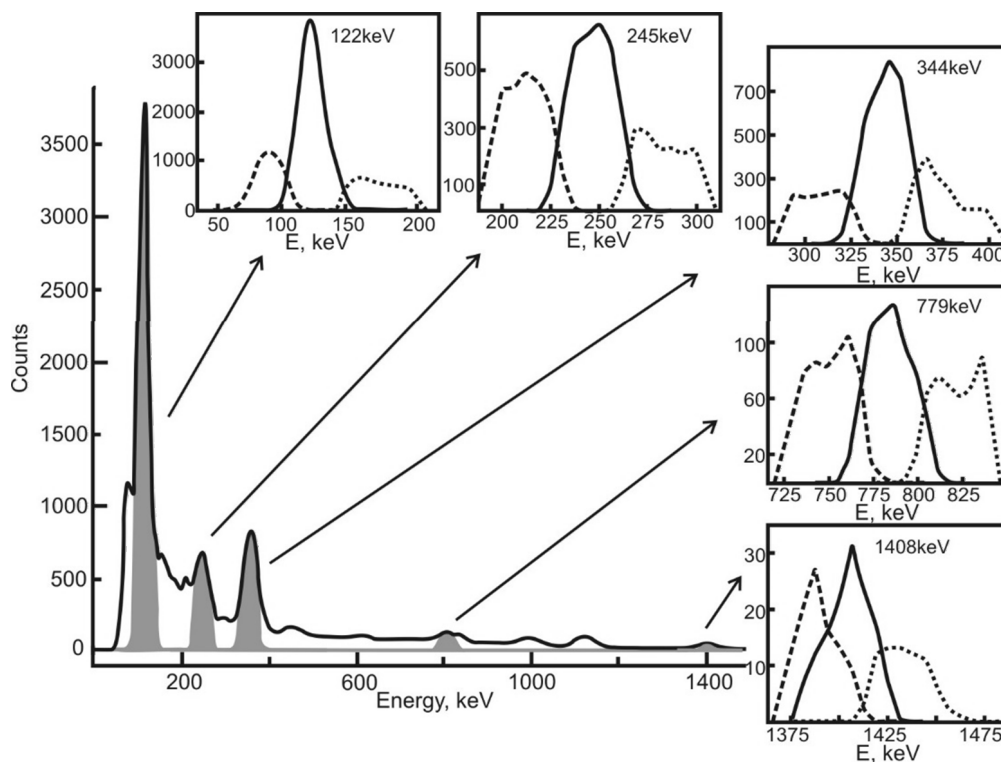 122keV
3000
2000
1000
0
50 100 150 200
E, keV
245keV
500
300
100
200 225 250 275 300
E, keV
344keV
700
500
300
100
300 325 350 375 400
E, keV
779keV
100
60
20
725 750 775 800 825
E, keV
1408keV
30
20
10
1375 1425 1475
E, keV
Counts
3500
3000
2500
2000
1500
1000
500
0
200 600 1000 1400
Energy, keV